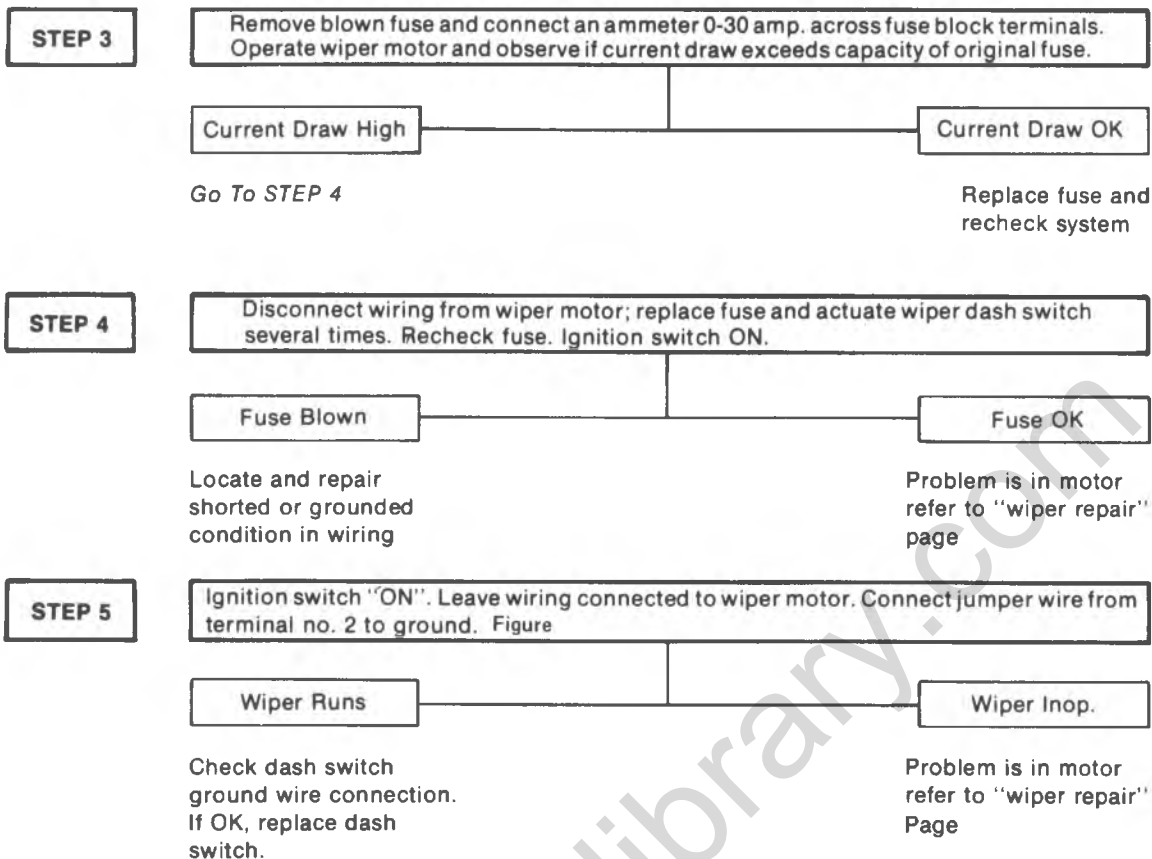 STEP 3
Remove blown fuse and connect an ammeter 0-30 amp. across fuse block terminals.
Operate wiper motor and observe if current draw exceeds capacity of original fuse.
Current Draw High
Current Draw OK
Go To STEP 4
Replace fuse and
recheck system
STEP 4
Disconnect wiring from wiper motor; replace fuse and actuate wiper dash switch
several times. Recheck fuse. Ignition switch ON.
Fuse Blown
Fuse OK
Locate and repair
shorted or grounded
condition in wiring
Problem is in motor
refer to "wiper repair"
page
STEP 5
Ignition switch "ON". Leave wiring connected to wiper motor. Connect jumper wire from
terminal no. 2 to ground. Figure
Wiper Runs
Wiper Inop.
Check dash switch
ground wire connection.
If OK, replace dash
switch.
Problem is in motor
refer to "wiper repair"
Page
library.com